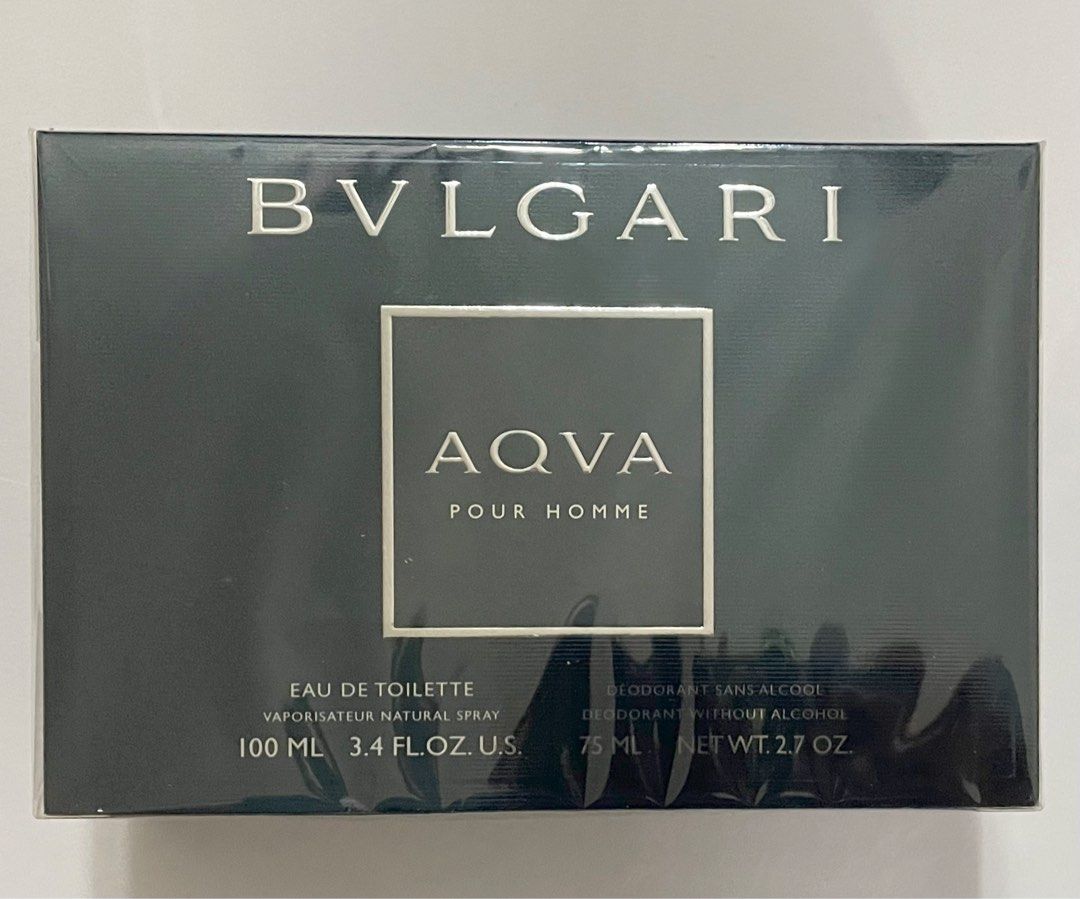 BVLGARI
AQVA
POUR HOMME
EAU DE TOILETTE
VAPORISATEUR NATURAL SPRAY
100 ML 3.4 FL.OZ. U.S.
DÉODORANT SANS ALCOOL
DEODORANT WITHOUT ALCOHOL
75 ML NET WT. 2.7 OZ.